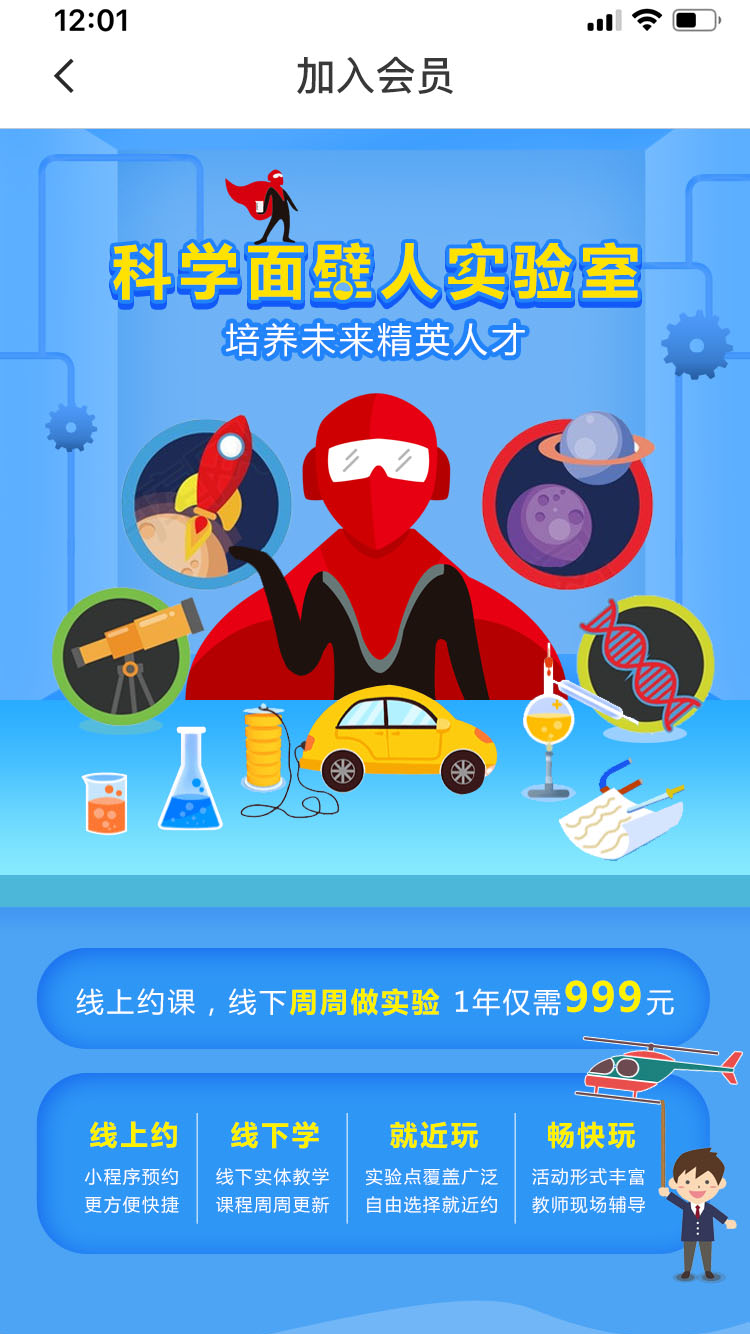 12:01
加入会员
科学面壁人实验室
培养未来精英人才
线上约课，线下周周做实验 1年仅需999元
线上约
线下学
就近玩
畅快玩
小程序预约
更方便快捷
线下实体教学
课程周周更新
实验点覆盖广泛
自由选择就近约
活动形式丰富
教师现场辅导